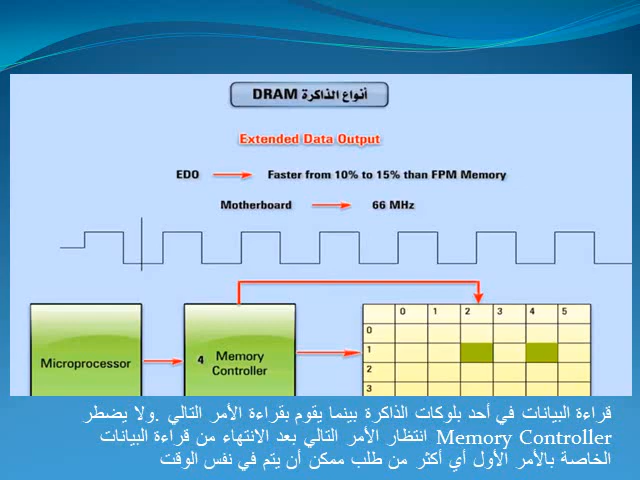 أنواع الذاكرة DRAM
Extended Data Output
EDO Faster from 10% to 15% than FPM Memory
Motherboard 66 MHz
Microprocessor
4 Memory Controller
0 1 2 3 4 5
0
1
2
3
قراءة البيانات في أحد بلوكات الذاكرة بينما يقوم بقراءة الأمر التالي .ولا يضطر
Memory Controller انتظار الأمر التالي بعد الانتهاء من قراءة البيانات
الخاصة بالأمر الأول أي أكثر من طلب ممكن أن يتم في نفس الوقت